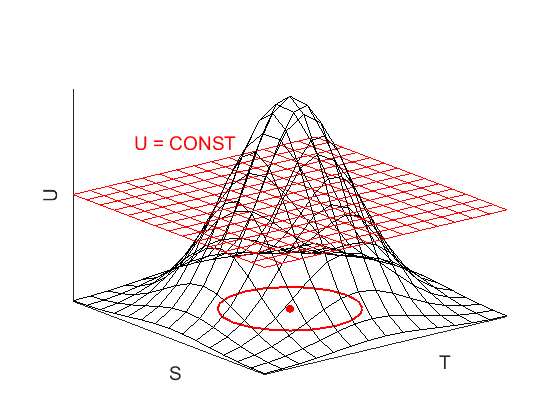 U = CONST
U
S
T